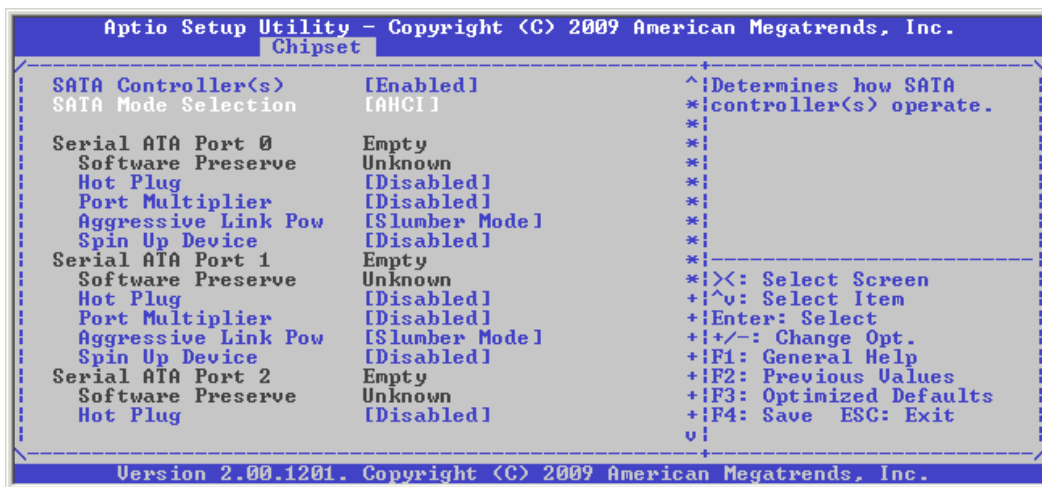 Aptio Setup Utility - Copyright (C) 2009 American Megatrends, Inc.
Chipset
SATA Controller(s) [Enabled] ^|Determines how SATA
SATA Mode Selection [AHCI] *|controller(s) operate.
*|
Serial ATA Port 0 Empty *|
Software Preserve Unknown *|
Hot Plug [Disabled] *|
Port Multiplier [Disabled] *|
Aggressive Link Pow [Slumber Mode] *|
Spin Up Device [Disabled] *|
Serial ATA Port 1 Empty *|
Software Preserve Unknown *|><: Select Screen
Hot Plug [Disabled] +|^v: Select Item
Port Multiplier [Disabled] +|Enter: Select
Aggressive Link Pow [Slumber Mode] +|+/-: Change Opt.
Spin Up Device [Disabled] +|F1: General Help
Serial ATA Port 2 Empty +|F2: Previous Values
Software Preserve Unknown +|F3: Optimized Defaults
Hot Plug [Disabled] +|F4: Save ESC: Exit
v|
Version 2.00.1201. Copyright (C) 2009 American Megatrends, Inc.